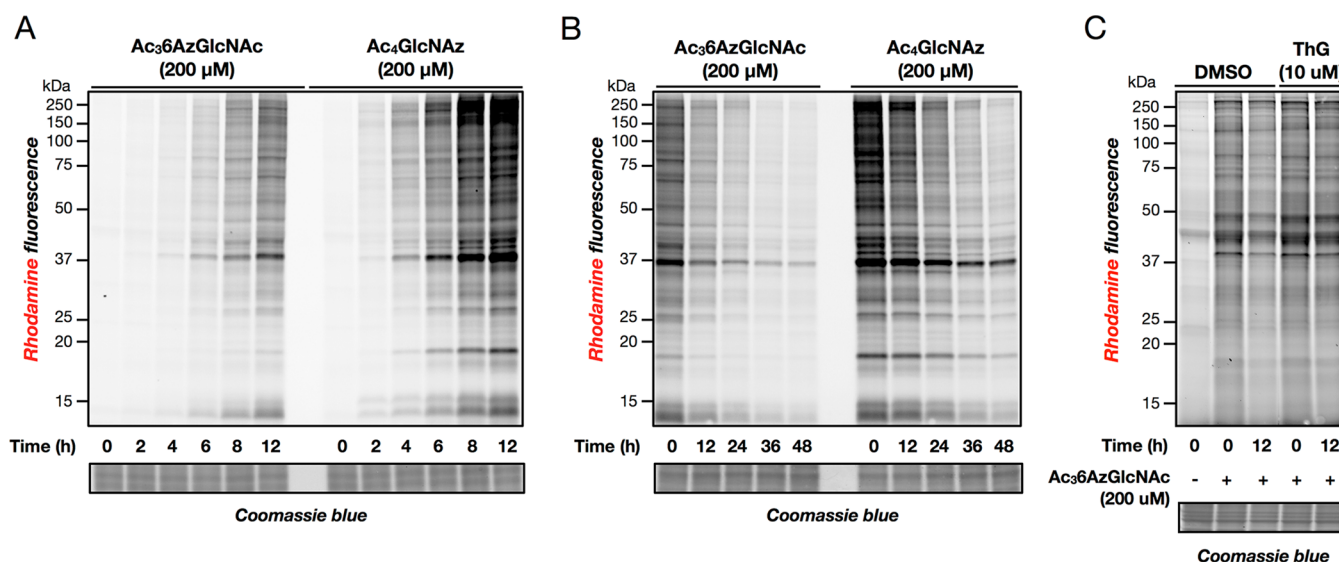 A
Ac₃6AzGlcNAc
(200 µM)
Ac₄GlcNAz
(200 µM)
kDa
250
150
100
75
50
37
25
20
15
Rhodamine fluorescence
Time (h) 0 2 4 6 8 12 0 2 4 6 8 12
Coomassie blue
B
Ac₃6AzGlcNAc
(200 µM)
Ac₄GlcNAz
(200 µM)
kDa
250
150
100
75
50
37
25
20
15
Rhodamine fluorescence
Time (h) 0 12 24 36 48 0 12 24 36 48
Coomassie blue
C
DMSO
ThG
(10 uM)
kDa
250
150
100
75
50
37
25
20
15
Rhodamine fluorescence
Time (h) 0 0 12 0 12
Ac₃6AzGlcNAc - + + + +
(200 uM)
Coomassie blue